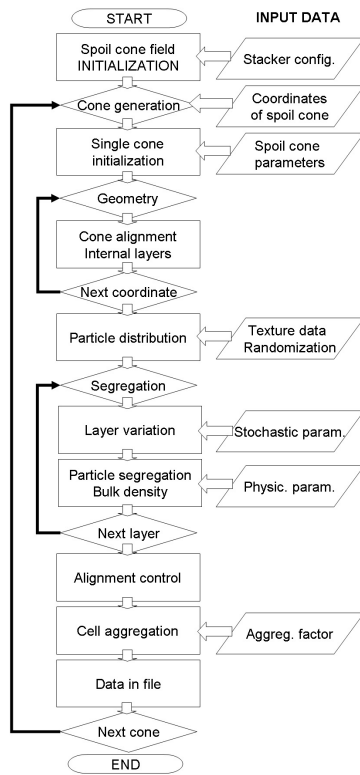 START
INPUT DATA
Spoil cone field
INITIALIZATION
Stacker config.
Cone generation
Coordinates
of spoil cone
Single cone
initialization
Spoil cone
parameters
Geometry
Cone alignment
Internal layers
Next coordinate
Particle distribution
Texture data
Randomization
Segregation
Layer variation
Stochastic param.
Particle segregation
Bulk density
Physic. param.
Next layer
Alignment control
Cell aggregation
Aggreg. factor
Data in file
Next cone
END